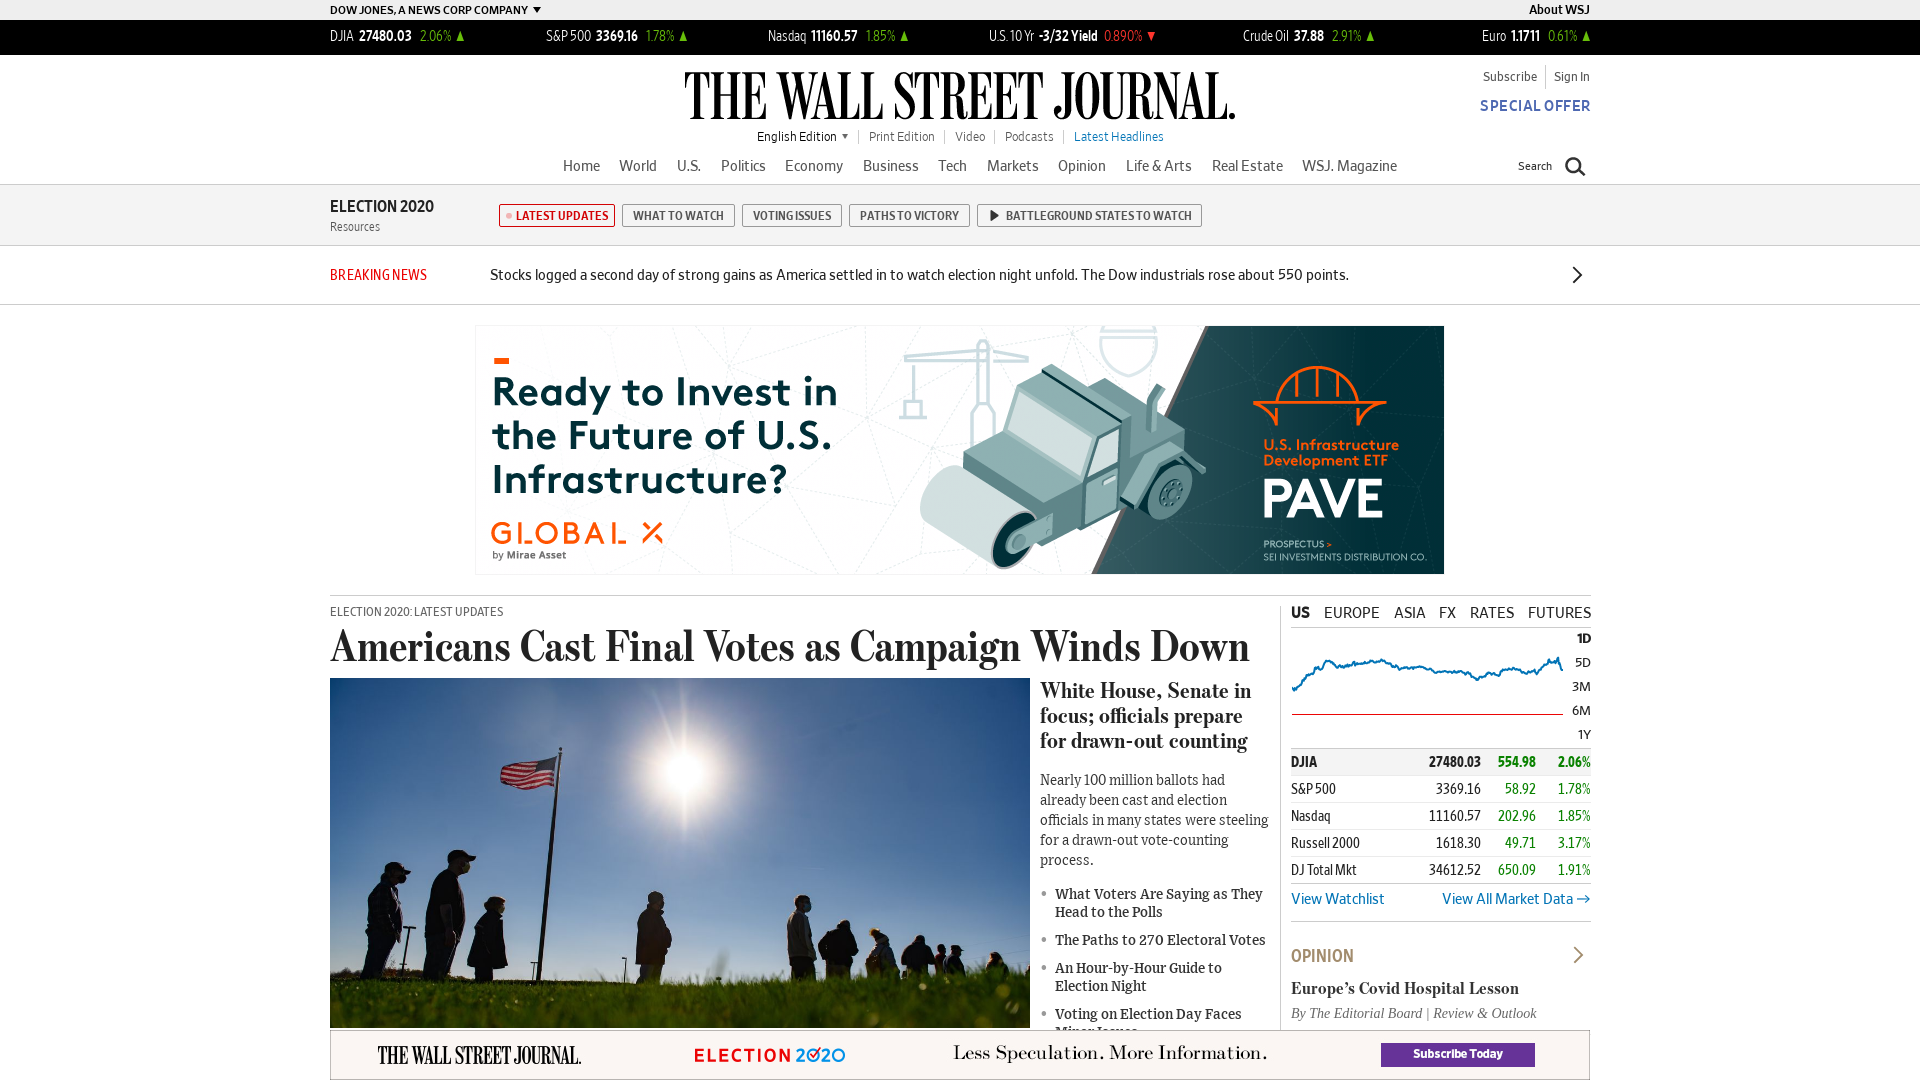 DOW JONES, A NEWS CORP COMPANY
About WSJ
DJIA 27480.03 2.06%
S&P 500 3369.16 1.78%
Nasdaq 11160.57 1.85%
U.S. 10 Yr -3/32 Yield 0.890%
Crude Oil 37.88 2.91%
Euro 1.1711 0.61%
THE WALL STREET JOURNAL.
Subscribe
Sign In
SPECIAL OFFER
English Edition
Print Edition
Video
Podcasts
Latest Headlines
Home
World
U.S.
Politics
Economy
Business
Tech
Markets
Opinion
Life & Arts
Real Estate
WSJ. Magazine
Search
ELECTION 2020
Resources
LATEST UPDATES
WHAT TO WATCH
VOTING ISSUES
PATHS TO VICTORY
BATTLEGROUND STATES TO WATCH
BREAKING NEWS
Stocks logged a second day of strong gains as America settled in to watch election night unfold. The Dow industrials rose about 550 points.
Ready to Invest in
the Future of U.S.
Infrastructure?
GLOBAL X
by Mirae Asset
U.S. Infrastructure
Development ETF
PAVE
PROSPECTUS >
SEI INVESTMENTS DISTRIBUTION CO.
ELECTION 2020: LATEST UPDATES
Americans Cast Final Votes as Campaign Winds Down
White House, Senate in
focus; officials prepare
for drawn-out counting
Nearly 100 million ballots had
already been cast and election
officials in many states were steeling
for a drawn-out vote-counting
process.
• What Voters Are Saying as They
Head to the Polls
• The Paths to 270 Electoral Votes
• An Hour-by-Hour Guide to
Election Night
• Voting on Election Day Faces
Minor Issues
US EUROPE ASIA FX RATES FUTURES
1D
5D
3M
6M
1Y
DJIA 27480.03 554.98 2.06%
S&P 500 3369.16 58.92 1.78%
Nasdaq 11160.57 202.96 1.85%
Russell 2000 1618.30 49.71 3.17%
DJ Total Mkt 34612.52 650.09 1.91%
View Watchlist
View All Market Data
OPINION
Europe's Covid Hospital Lesson
By The Editorial Board | Review & Outlook
THE WALL STREET JOURNAL.
ELECTION 2020
Less Speculation. More Information.
Subscribe Today